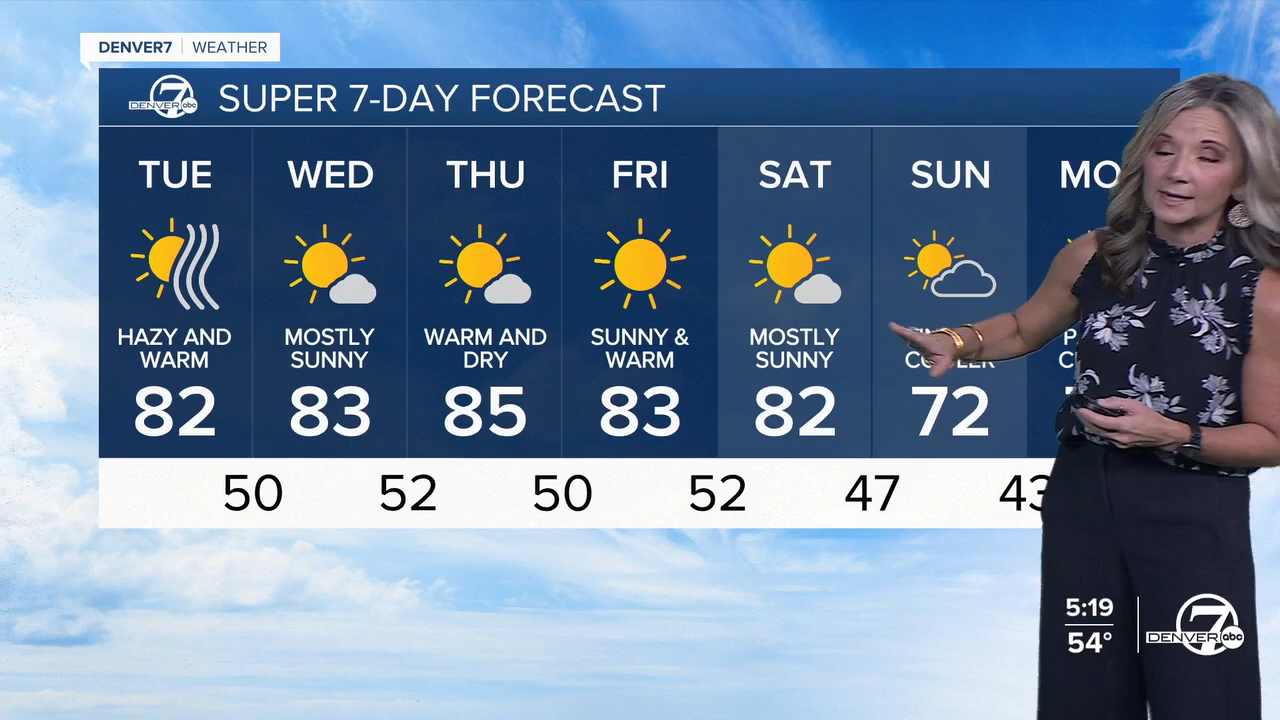 DENVER7 | WEATHER
7
DENVER abc
SUPER 7-DAY FORECAST
TUE WED THU FRI SAT SUN
HAZY AND WARM
MOSTLY SUNNY
WARM AND DRY
SUNNY & WARM
MOSTLY SUNNY
82 83 85 83 82 72
50 52 50 52 47 43
5:19
54°
7
DENVER abc